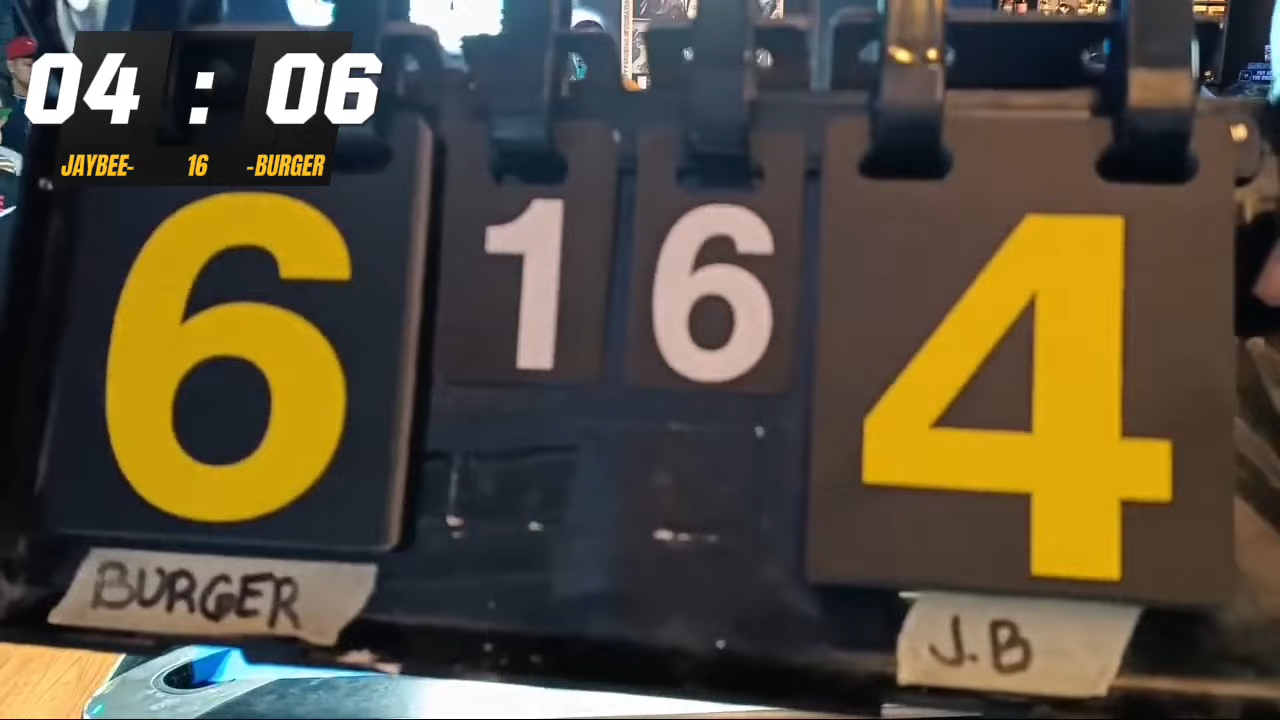 04 : 06
JAYBEE- 16 -BURGER
6 16 4
BURGER
J.B